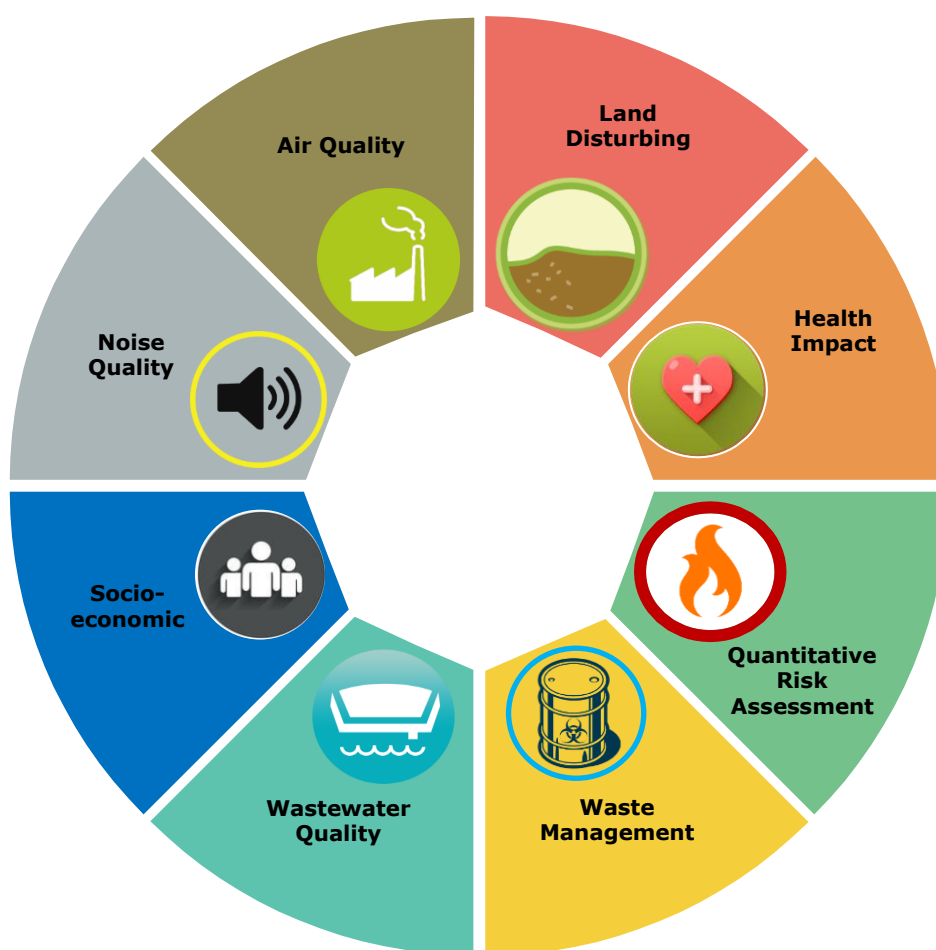 Air Quality
Land
Disturbing
Health
Impact
Quantitative
Risk
Assessment
Waste
Management
Wastewater
Quality
Socio-
economic
Noise
Quality